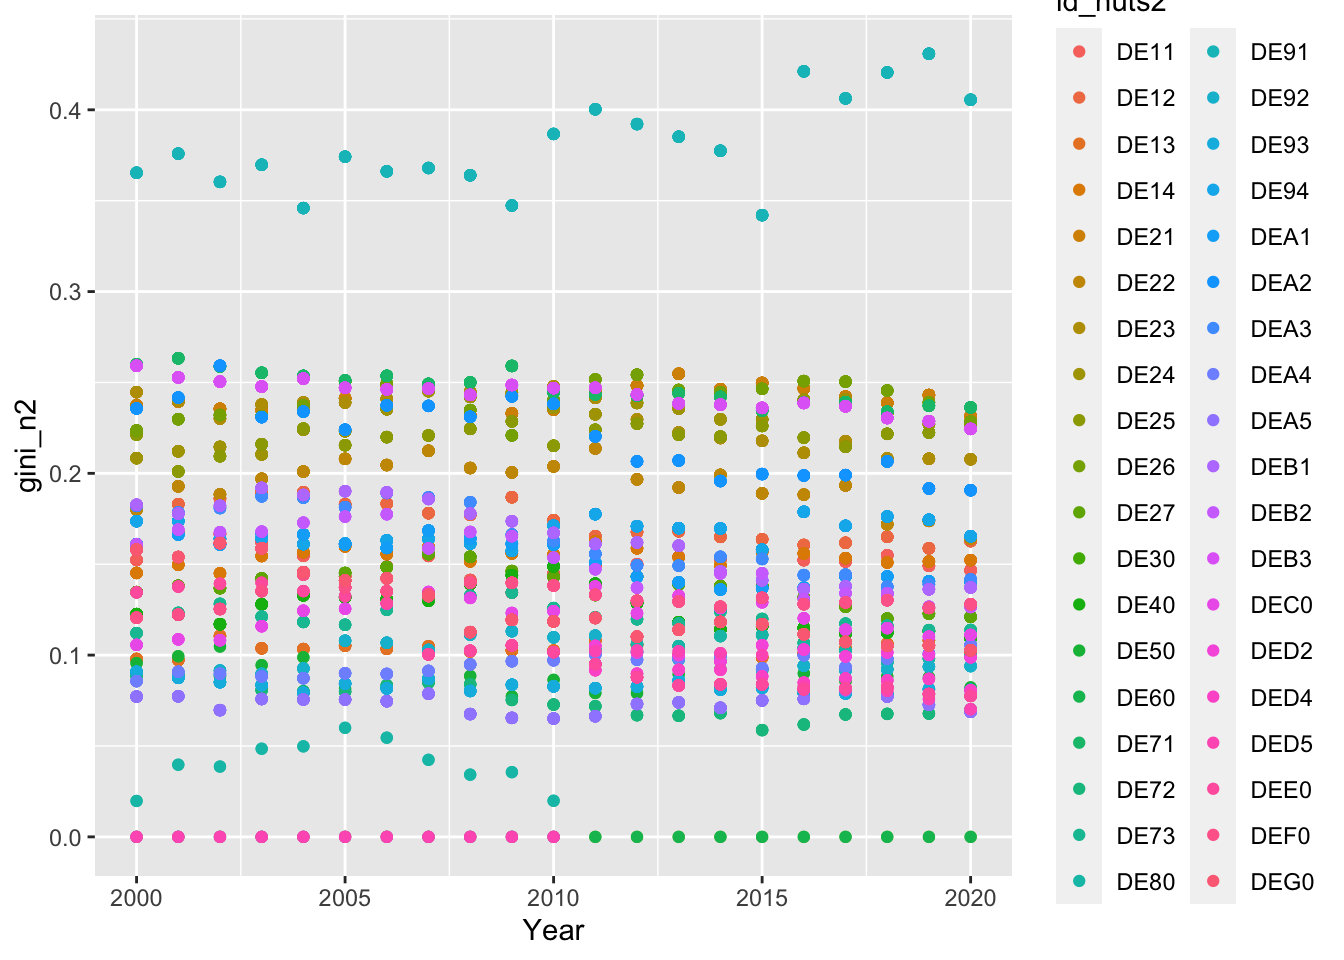 id_nuts2
0.4
0.3
0.2
0.1
0.0
gini_n2
2000 2005 2010 2015 2020
Year
DE11 DE91
DE12 DE92
DE13 DE93
DE14 DE94
DE21 DEA1
DE22 DEA2
DE23 DEA3
DE24 DEA4
DE25 DEA5
DE26 DEB1
DE27 DEB2
DE30 DEB3
DE40 DEC0
DE50 DED2
DE60 DED4
DE71 DED5
DE72 DEE0
DE73 DEF0
DE80 DEG0